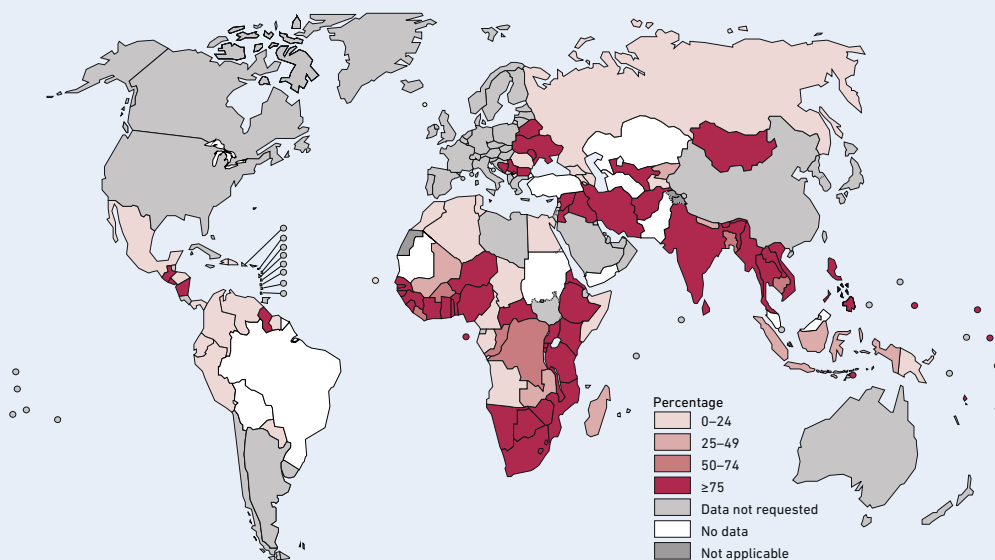 Percentage
0–24
25–49
50–74
≥75
Data not requested
No data
Not applicable